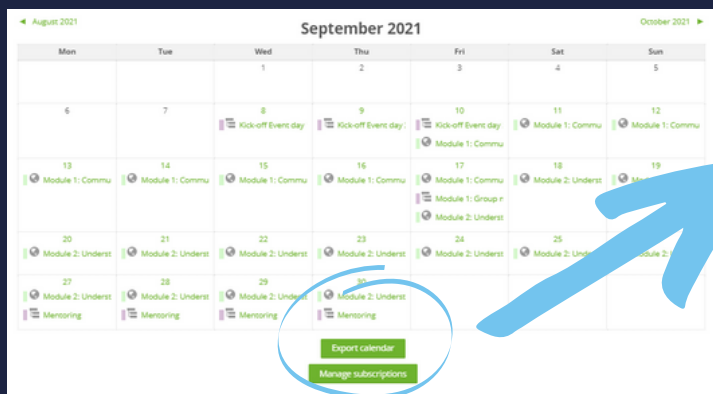 ◄ August 2021 September 2021 October 2021 ►
Mon Tue Wed Thu Fri Sat Sun
1 2 3 4 5
6 7 8 9 10 11 12
Kick-off Event day Kick-off Event day Kick-off Event day Module 1: Commu Module 1: Commu
Module 1: Commu
13 14 15 16 17 18 19
Module 1: Commu Module 1: Commu Module 1: Commu Module 1: Commu Module 1: Commu Module 2: Underst
Module 1: Group r
Module 2: Underst
20 21 22 23 24 25
Module 2: Underst Module 2: Underst Module 2: Underst Module 2: Underst Module 2: Underst Module 2:
27 28 29 30
Module 2: Underst Module 2: Underst Module 2: Underst Module 2: Underst
Mentoring Mentoring Mentoring Mentoring
Export calendar
Manage subscriptions